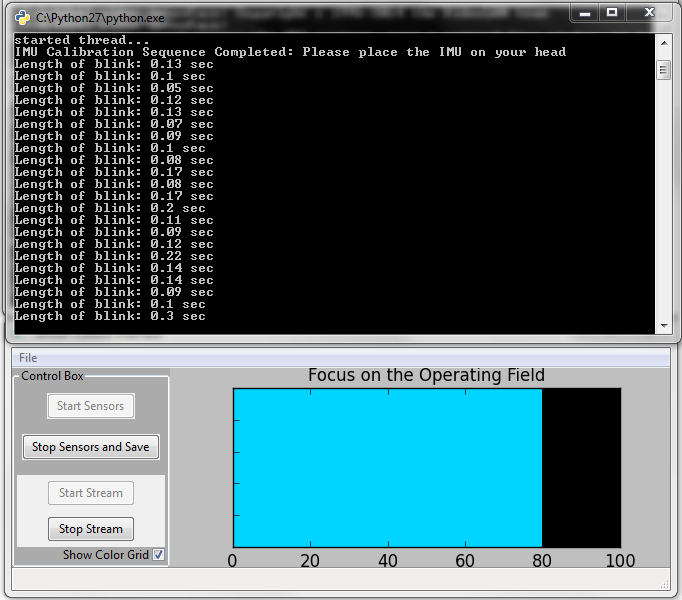 C:\Python27\python.exe
started thread...
IMU Calibration Sequence Completed: Please place the IMU on your head
Length of blink: 0.13 sec
Length of blink: 0.1 sec
Length of blink: 0.05 sec
Length of blink: 0.12 sec
Length of blink: 0.13 sec
Length of blink: 0.07 sec
Length of blink: 0.09 sec
Length of blink: 0.1 sec
Length of blink: 0.08 sec
Length of blink: 0.17 sec
Length of blink: 0.08 sec
Length of blink: 0.17 sec
Length of blink: 0.2 sec
Length of blink: 0.11 sec
Length of blink: 0.09 sec
Length of blink: 0.12 sec
Length of blink: 0.22 sec
Length of blink: 0.14 sec
Length of blink: 0.14 sec
Length of blink: 0.09 sec
Length of blink: 0.1 sec
Length of blink: 0.3 sec
File
Control Box
Start Sensors
Stop Sensors and Save
Start Stream
Stop Stream
Show Color Grid
Focus on the Operating Field
0 20 40 60 80 100